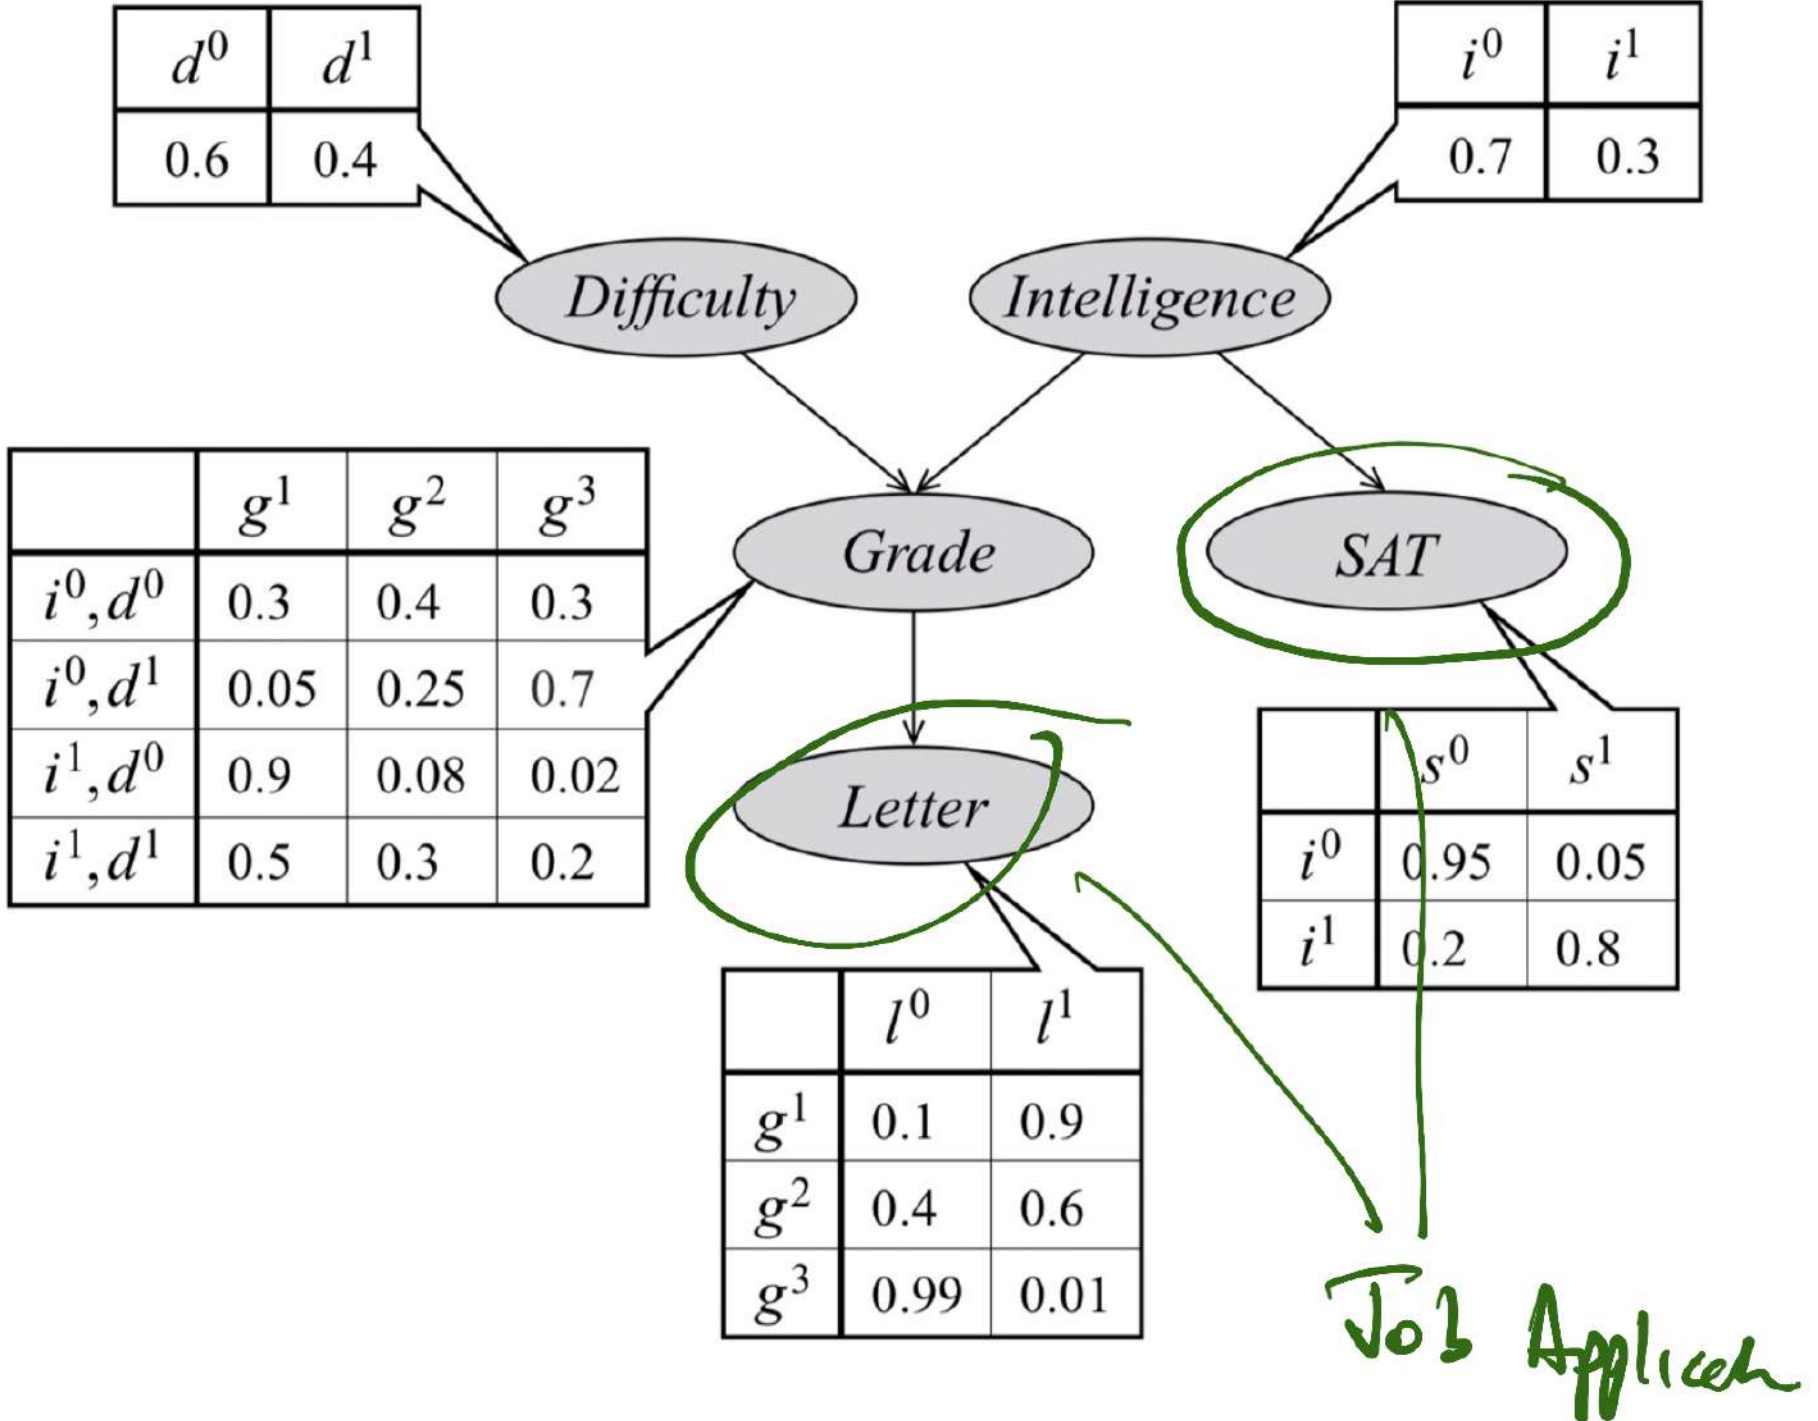 d⁰ d¹
0.6 0.4
i⁰ i¹
0.7 0.3
Difficulty
Intelligence
g¹ g² g³
i⁰,d⁰ 0.3 0.4 0.3
i⁰,d¹ 0.05 0.25 0.7
i¹,d⁰ 0.9 0.08 0.02
i¹,d¹ 0.5 0.3 0.2
Grade
SAT
Letter
s⁰ s¹
i⁰ 0.95 0.05
i¹ 0.2 0.8
l⁰ l¹
g¹ 0.1 0.9
g² 0.4 0.6
g³ 0.99 0.01
Job